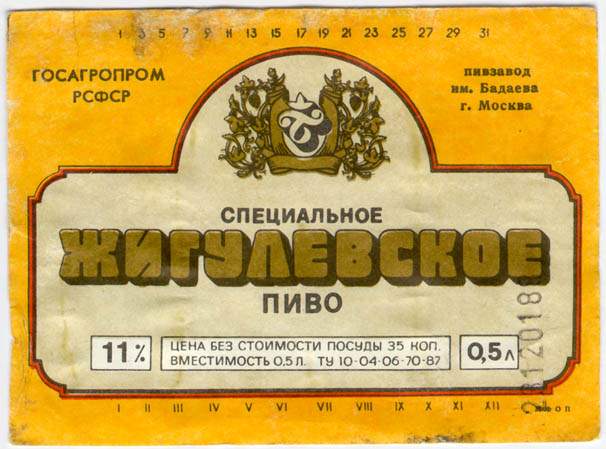 1 3 5 7 9 11 13 15 17 19 21 23 25 27 29 31
ГОСАГРОПРОМ
РСФСР
пивзавод
им. Бадаева
г. Москва
СПЕЦИАЛЬНОЕ
ЖИГУЛЕВСКОЕ
ПИВО
11%
ЦЕНА БЕЗ СТОИМОСТИ ПОСУДЫ 35 КОП.
ВМЕСТИМОСТЬ 0,5 Л. ТУ 10-04-06-70-87
0,5 л
I II III IV V VI VII VIII IX X XI XII